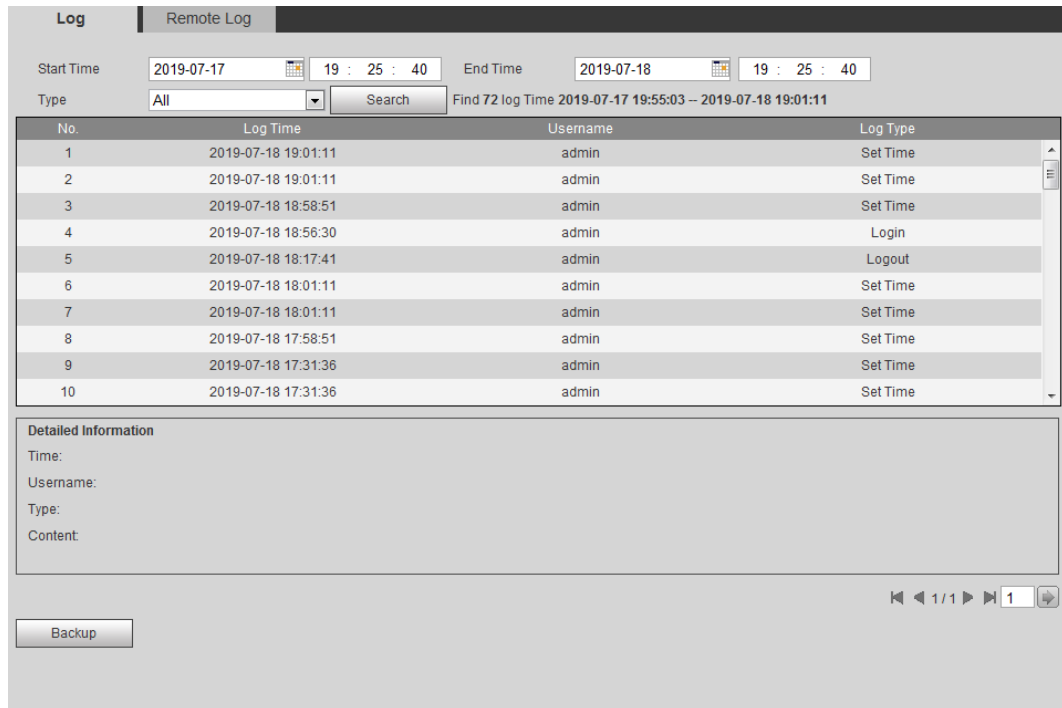 Log Remote Log
Start Time 2019-07-17 19 : 25 : 40 End Time 2019-07-18 19 : 25 : 40
Type All Search Find 72 log Time 2019-07-17 19:55:03 -- 2019-07-18 19:01:11
No. Log Time Username Log Type
1 2019-07-18 19:01:11 admin Set Time
2 2019-07-18 19:01:11 admin Set Time
3 2019-07-18 18:58:51 admin Set Time
4 2019-07-18 18:56:30 admin Login
5 2019-07-18 18:17:41 admin Logout
6 2019-07-18 18:01:11 admin Set Time
7 2019-07-18 18:01:11 admin Set Time
8 2019-07-18 17:58:51 admin Set Time
9 2019-07-18 17:31:36 admin Set Time
10 2019-07-18 17:31:36 admin Set Time
Detailed Information
Time:
Username:
Type:
Content:
1 / 1 1
Backup